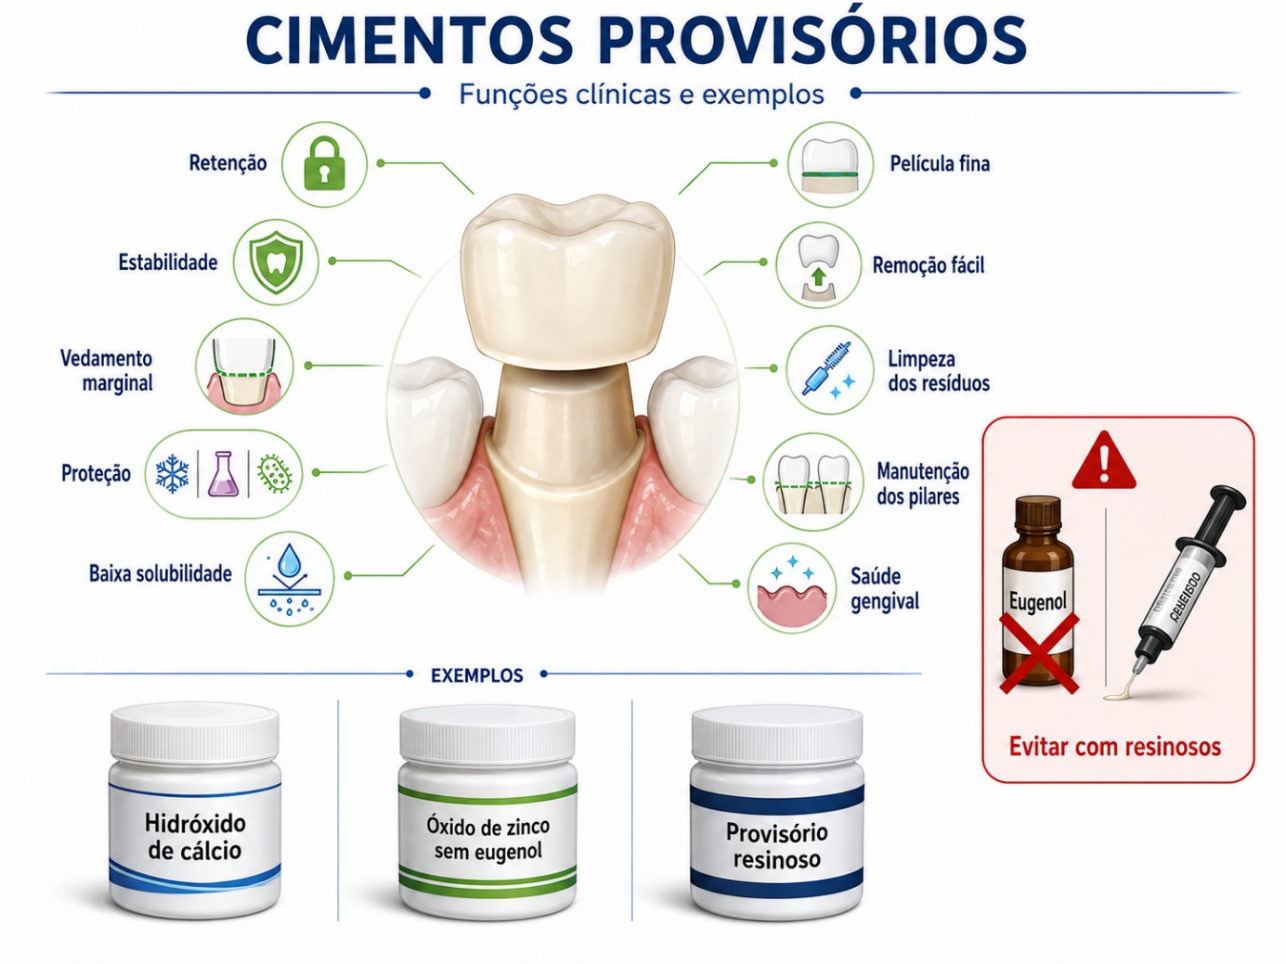 CIMENTOS PROVISÓRIOS
Funções clínicas e exemplos
Retenção
Estabilidade
Vedamento
marginal
Proteção
Baixa solubilidade
Película fina
Remoção fácil
Limpeza
dos resíduos
Manutenção
dos pilares
Saúde
gengival
Eugenol
Evitar com resinosos
EXEMPLOS
Hidróxido
de cálcio
Óxido de zinco
sem eugenol
Provisório
resinoso